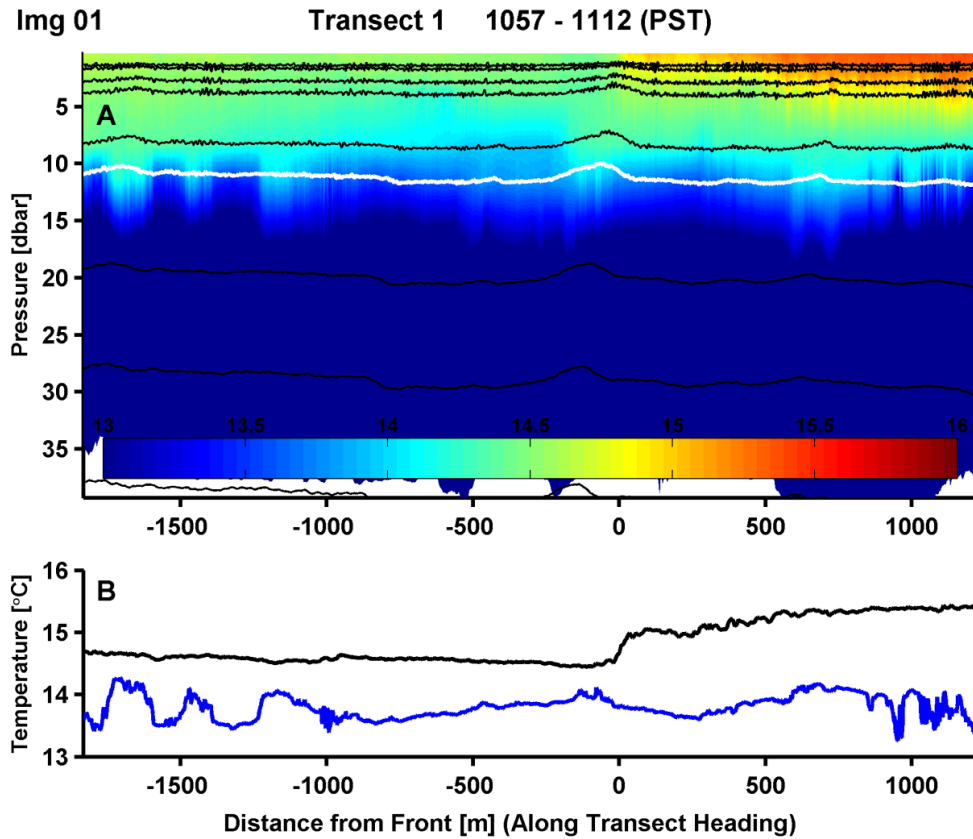 Img 01 Transect 1 1057 - 1112 (PST)
A
Pressure [dbar]
5
10
15
20
25
30
35
13 13.5 14 14.5 15 15.5 16
-1500 -1000 -500 0 500 1000
B
Temperature [°C]
16
15
14
13
-1500 -1000 -500 0 500 1000
Distance from Front [m] (Along Transect Heading)